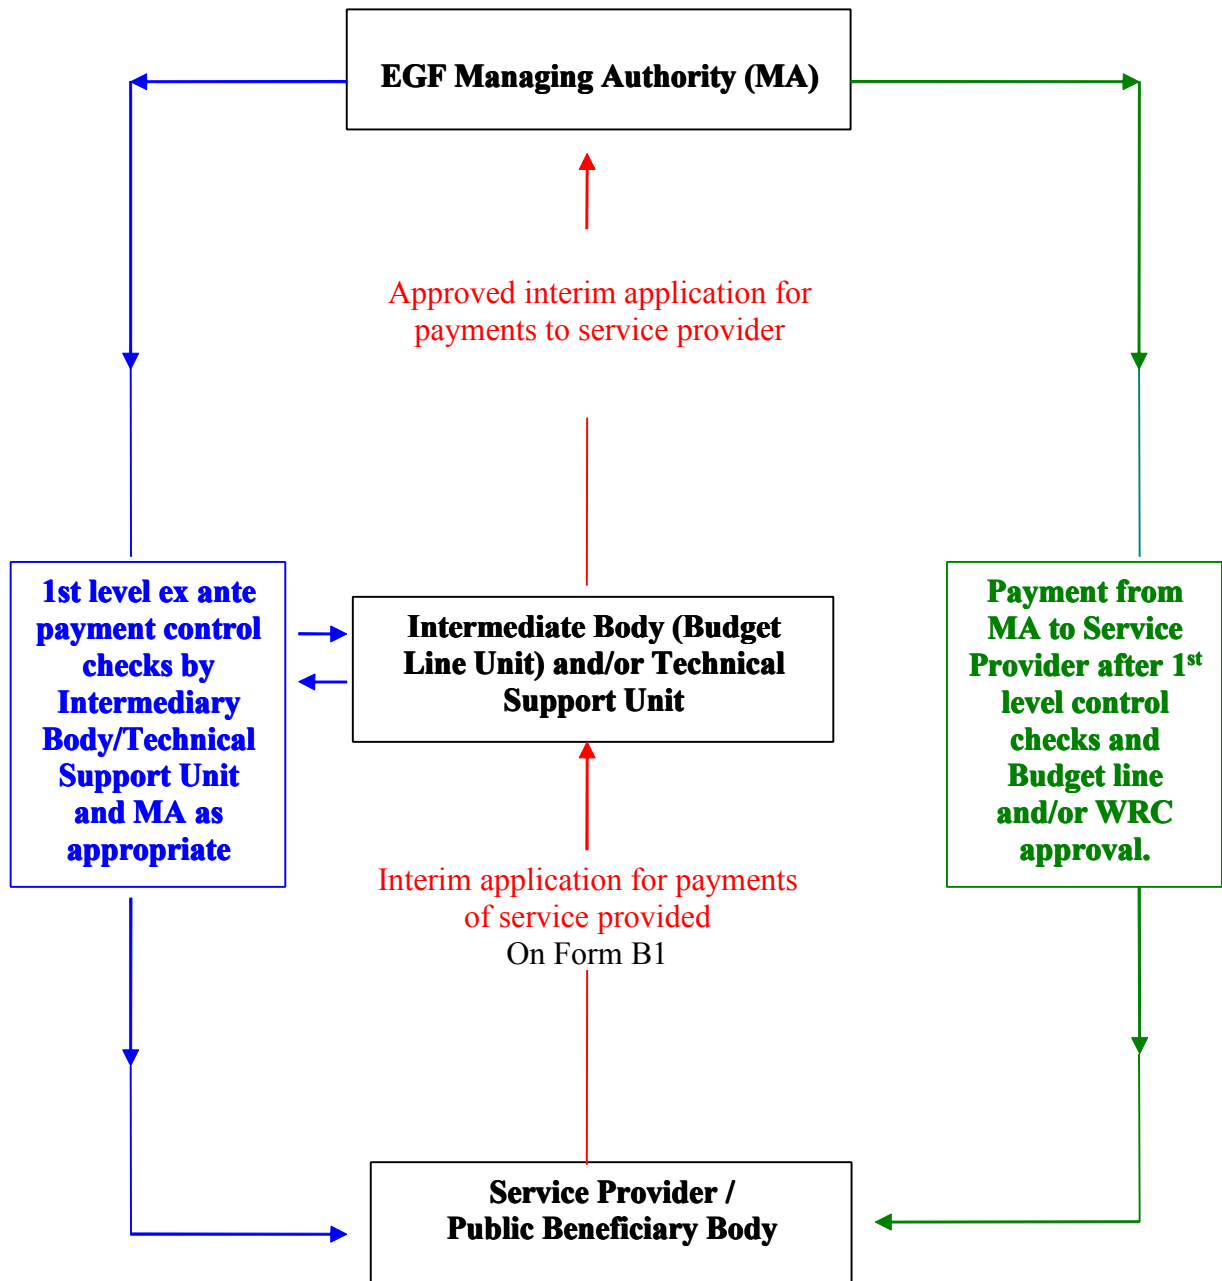 EGF Managing Authority (MA)
Approved interim application for
payments to service provider
1st level ex ante
payment control
checks by
Intermediary
Body/Technical
Support Unit
and MA as
appropriate
Intermediate Body (Budget
Line Unit) and/or Technical
Support Unit
Payment from
MA to Service
Provider after 1st
level control
checks and
Budget line
and/or WRC
approval.
Interim application for payments
of service provided
On Form B1
Service Provider /
Public Beneficiary Body